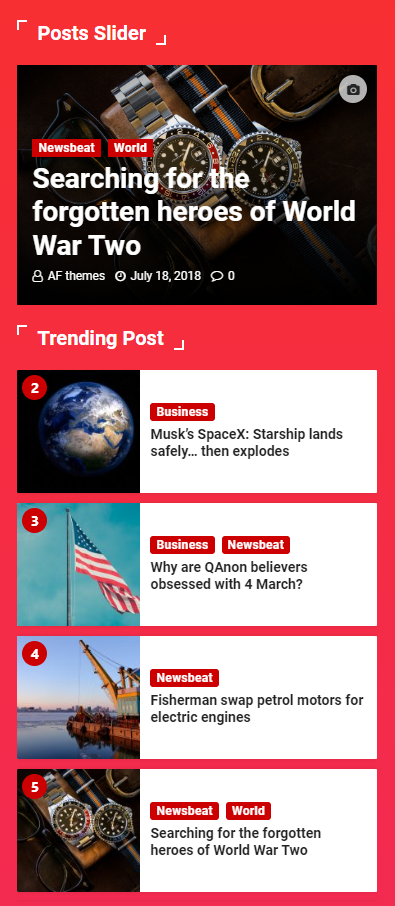 Posts Slider
Newsbeat World
Searching for the
forgotten heroes of World
War Two
AF themes July 18, 2018 0
Trending Post
2
Business
Musk’s SpaceX: Starship lands
safely… then explodes
3
Business Newsbeat
Why are QAnon believers
obsessed with 4 March?
4
Newsbeat
Fisherman swap petrol motors for
electric engines
5
Newsbeat World
Searching for the forgotten
heroes of World War Two